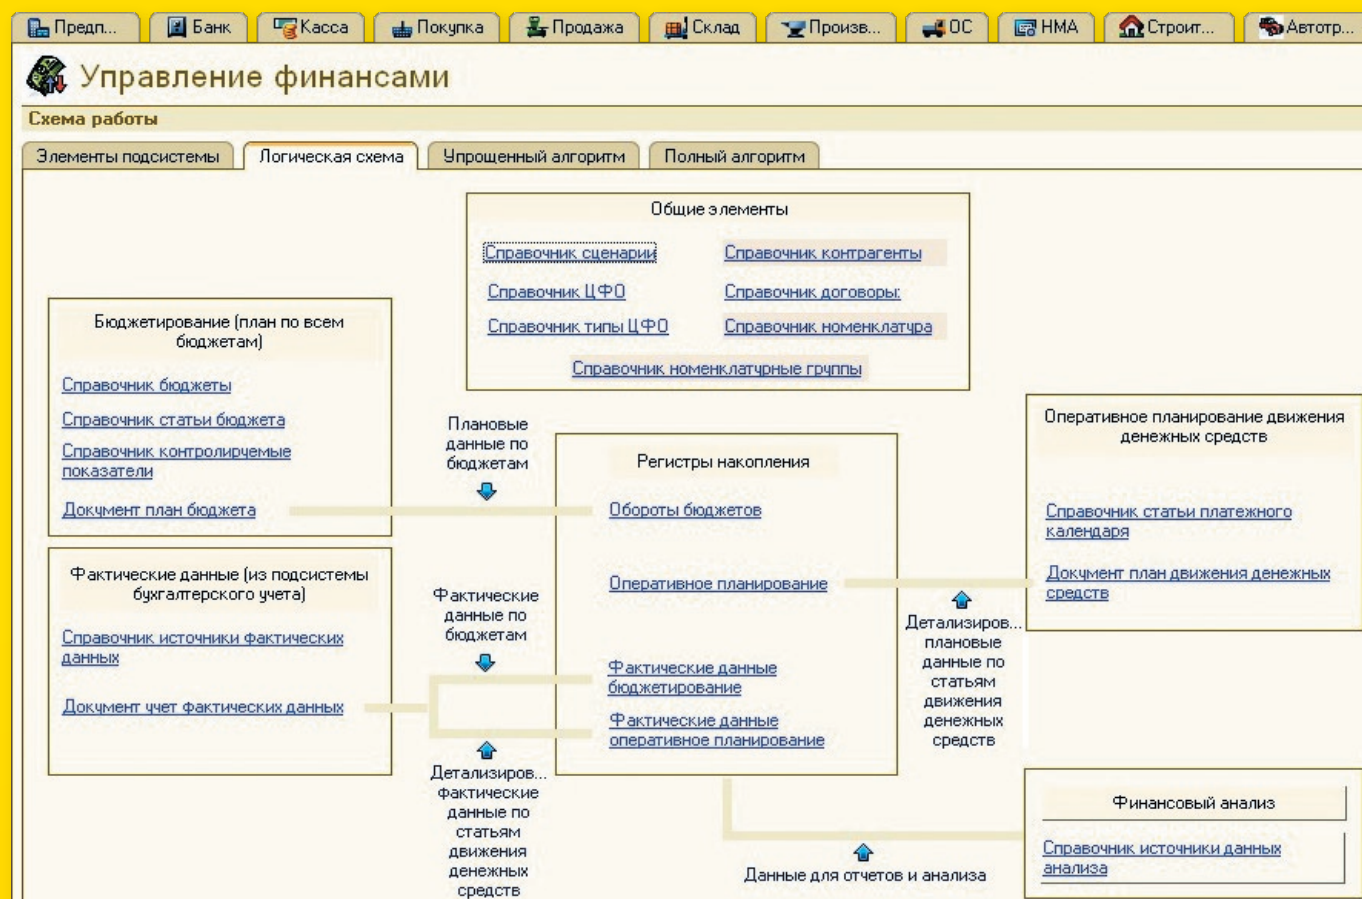 Предп...
Банк
Касса
Покупка
Продажа
Склад
Произв...
ОС
НМА
Строит...
Автотр...
Управление финансами
Схема работы
Элементы подсистемы
Логическая схема
Упрощенный алгоритм
Полный алгоритм
Общие элементы
Справочник сценарии
Справочник контрагенты
Справочник ЦФО
Справочник договоры:
Справочник типы ЦФО
Справочник номенклатура
Справочник номенклатурные группы
Бюджетирование (план по всем
бюджетам)
Справочник бюджеты
Справочник статьи бюджета
Справочник контролируемые
показатели
Документ план бюджета
Плановые
данные по
бюджетам
Регистры накопления
Обороты бюджетов
Оперативное планирование
Фактические данные
бюджетирование
Фактические данные
оперативное планирование
Оперативное планирование движения
денежных средств
Справочник статьи платежного
календаря
Документ план движения денежных
средств
Фактические данные (из подсистемы
бухгалтерского учета)
Справочник источники фактических
данных
Документ учет фактических данных
Фактические
данные по
бюджетам
Детализиров...
фактические
данные по
статьям
движения
денежных
средств
Детализиров...
плановые
данные по
статьям
движения
денежных
средств
Финансовый анализ
Справочник источники данных
анализа
Данные для отчетов и анализа